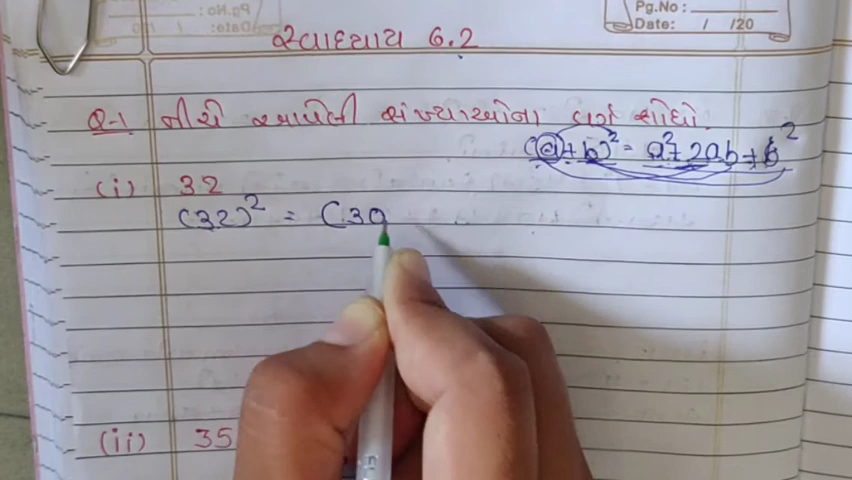 Pg.No :
Date: / /20
સ્વાધ્યાય 6.2
Q-1 નીચે આપેલી સંખ્યાઓના વર્ગ શોધો.
(a+b)² = a²+2ab+b²
(i) 32
(32)² = (30
(ii) 35